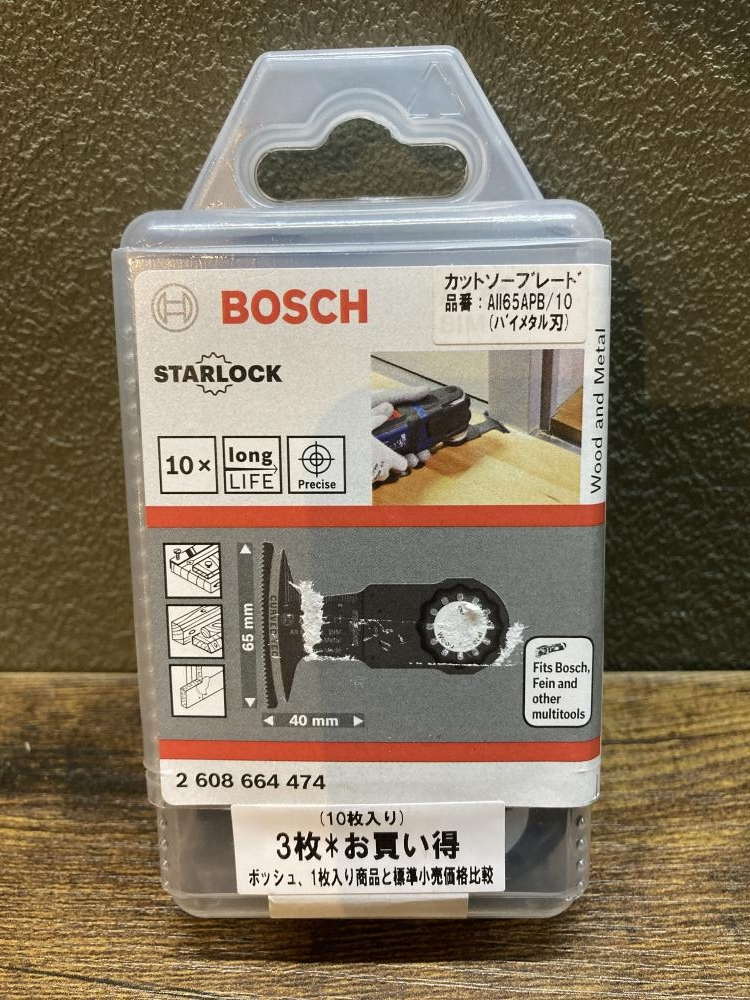 BOSCH
カットソーブレード
品番：AII65APB/10
(バイメタル刃)
STARLOCK
Wood and Metal
10×
long
LIFE
Precise
65 mm
40 mm
Fits Bosch,
Fein and
other
multitools
2 608 664 474
(10枚入り)
3枚*お買い得
ボッシュ、1枚入り商品と標準小売価格比較